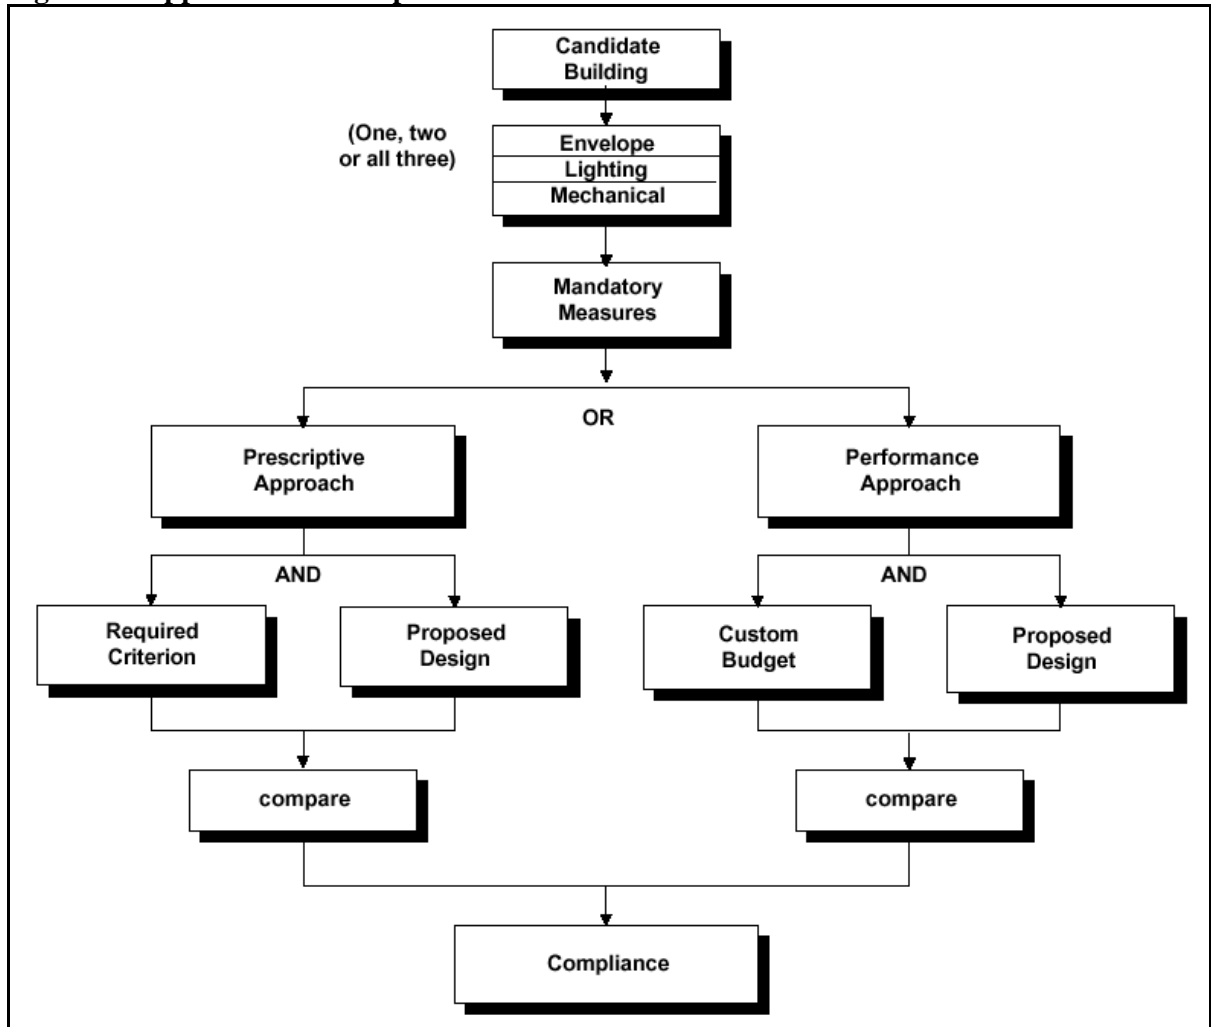 Candidate
Building
(One, two
or all three)
Envelope
Lighting
Mechanical
Mandatory
Measures
OR
Prescriptive
Approach
Performance
Approach
AND
AND
Required
Criterion
Proposed
Design
Custom
Budget
Proposed
Design
compare
compare
Compliance